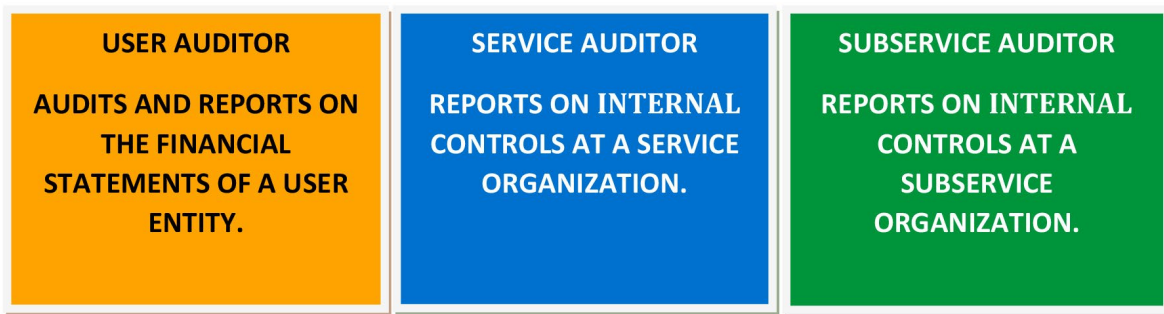 USER AUDITOR
AUDITS AND REPORTS ON
THE FINANCIAL
STATEMENTS OF A USER
ENTITY.
SERVICE AUDITOR
REPORTS ON INTERNAL
CONTROLS AT A SERVICE
ORGANIZATION.
SUBSERVICE AUDITOR
REPORTS ON INTERNAL
CONTROLS AT A
SUBSERVICE
ORGANIZATION.